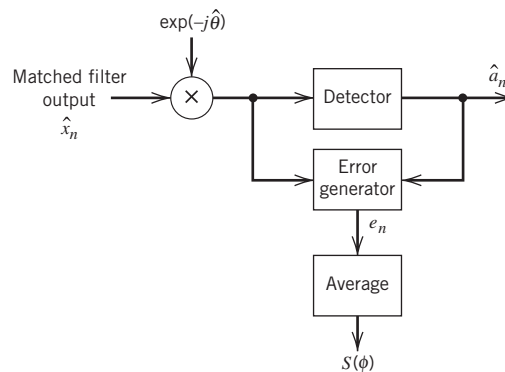 exp(−jθ̂)
Matched filter
output
x̂ₙ
×
Detector
âₙ
Error
generator
eₙ
Average
S(ϕ)